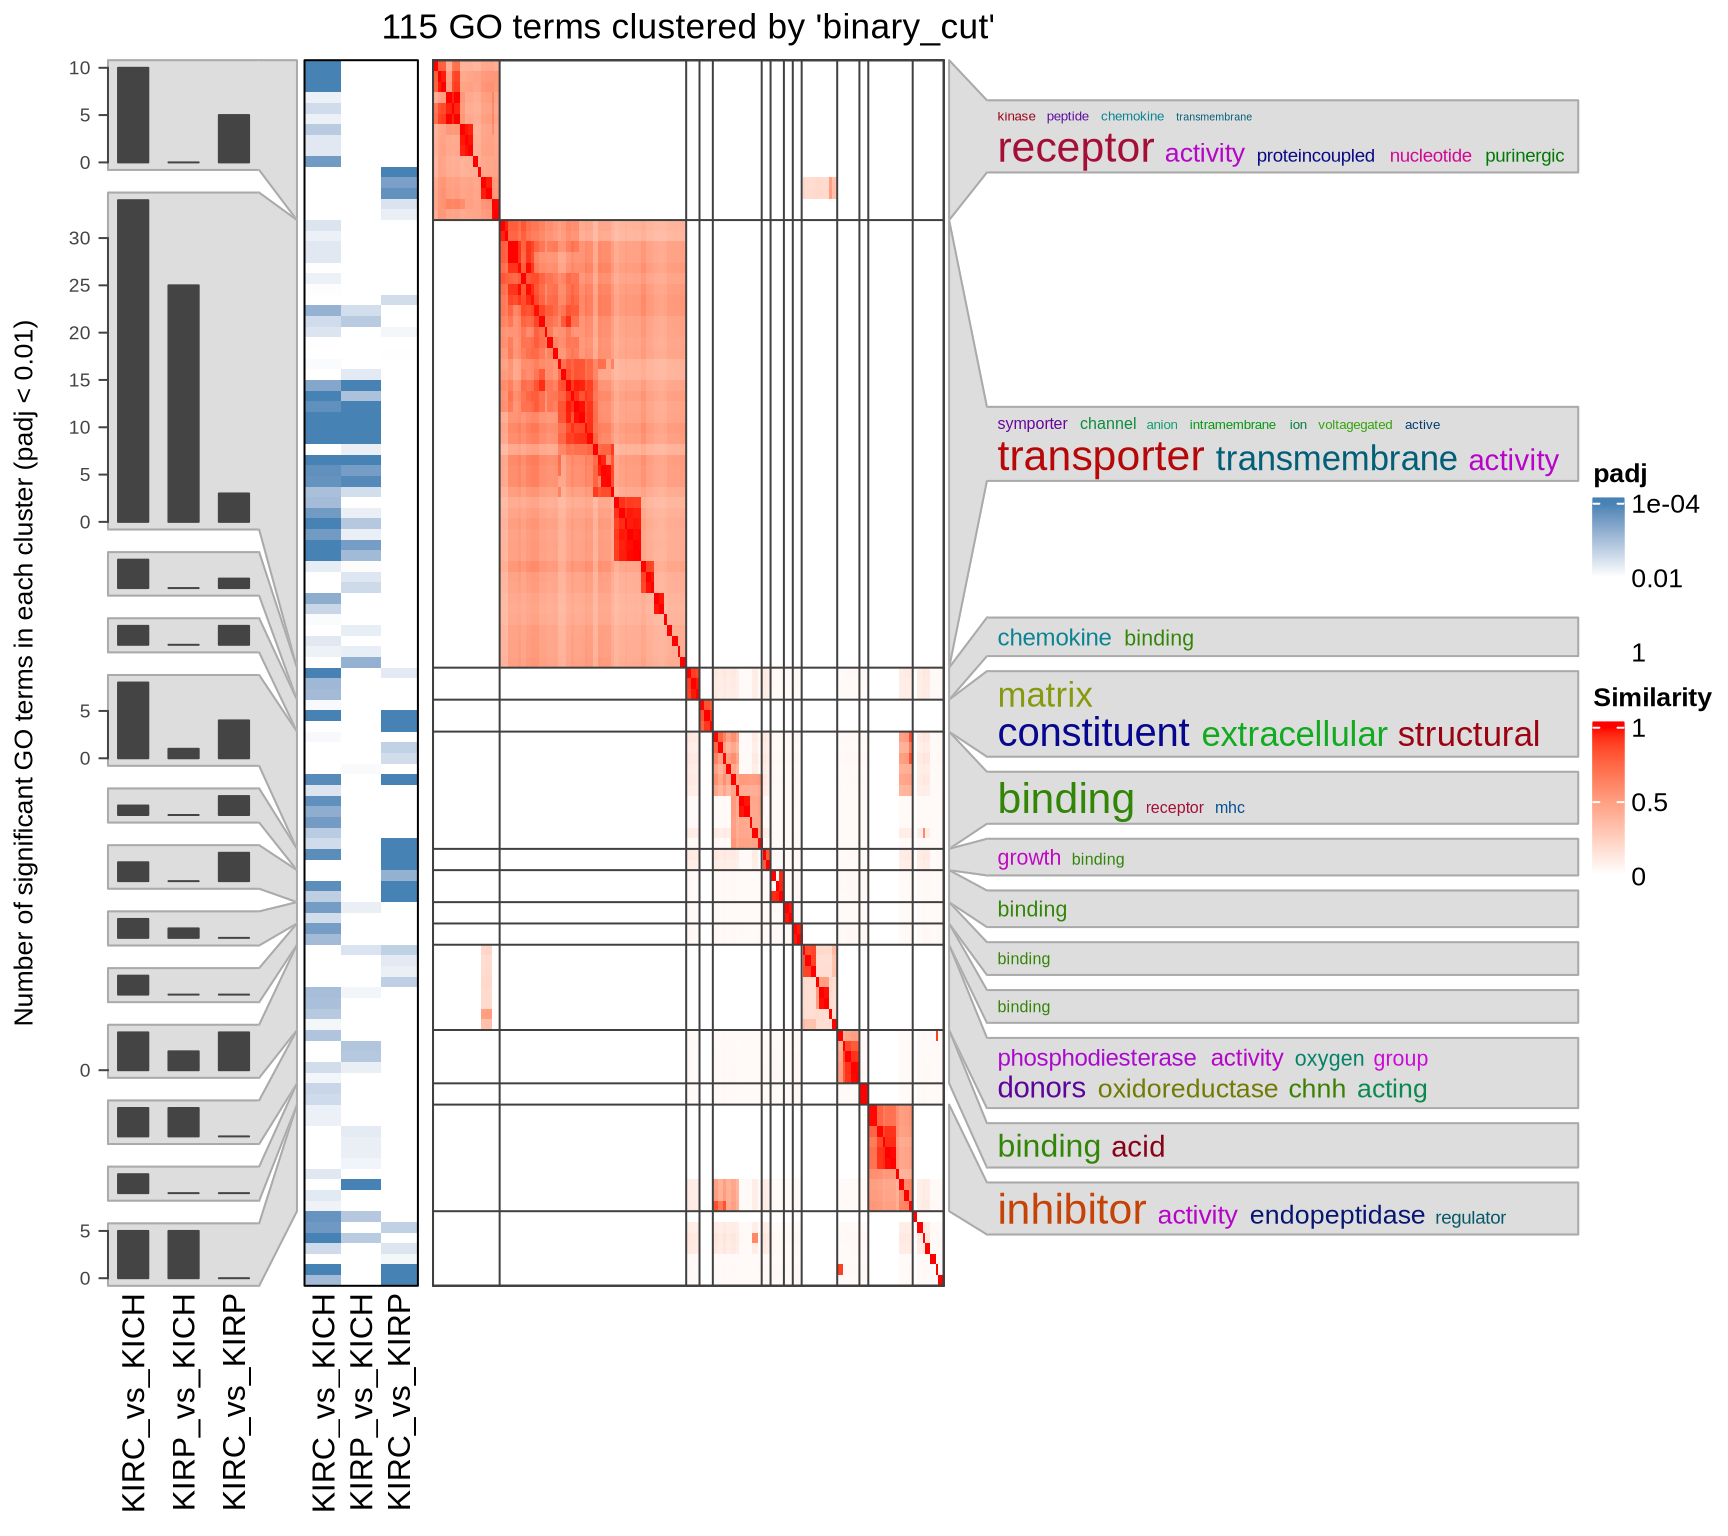 115 GO terms clustered by 'binary_cut'
Number of significant GO terms in each cluster (padj < 0.01)
10
5
0
30
25
20
15
10
5
0
5
0
0
5
0
KIRC_vs_KICH
KIRP_vs_KICH
KIRC_vs_KIRP
KIRC_vs_KICH
KIRP_vs_KICH
KIRC_vs_KIRP
kinase peptide chemokine transmembrane
receptor activity proteincoupled nucleotide purinergic
symporter channel anion intramembrane ion voltagegated active
transporter transmembrane activity
chemokine binding
matrix
constituent extracellular structural
binding receptor mhc
growth binding
binding
binding
binding
phosphodiesterase activity oxygen group
donors oxidoreductase chnh acting
binding acid
inhibitor activity endopeptidase regulator
padj
1e-04
0.01
1
Similarity
1
0.5
0